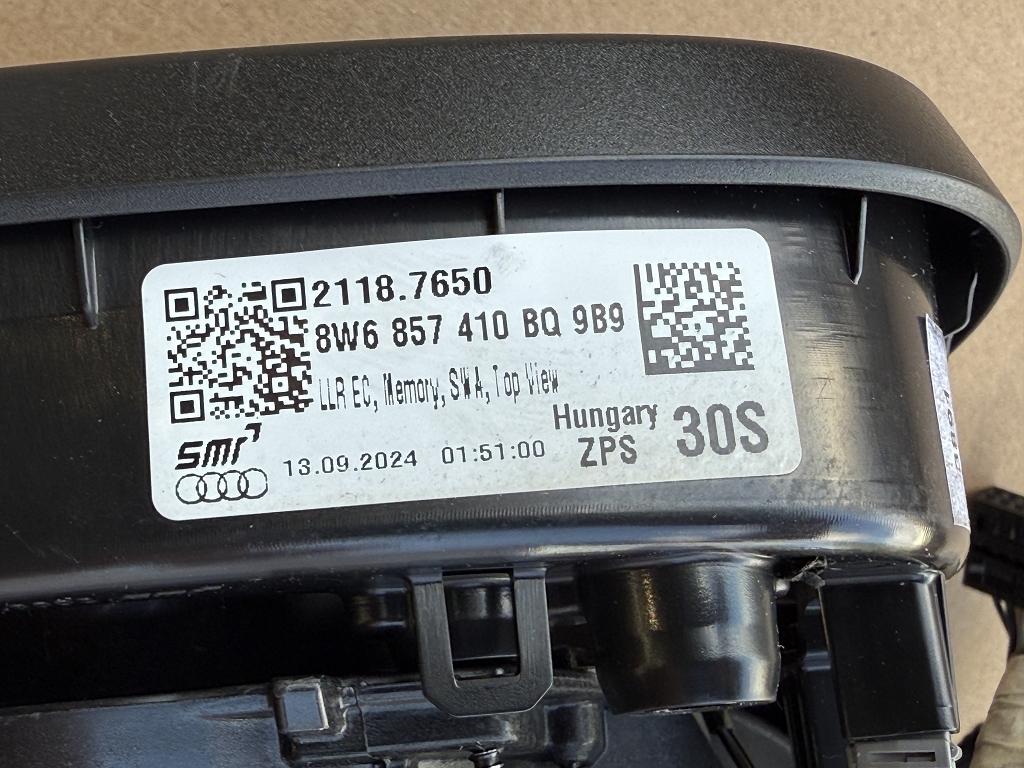 2118.7650
8W6 857 410 BQ 9B9
LLR EC, Memory, SWA, Top View
Hungary
ZPS
30S
smr
13.09.2024 01:51:00